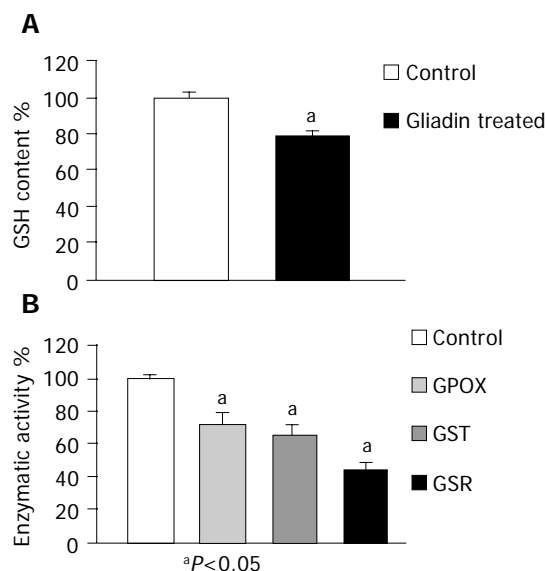 A
GSH content %
120
100
80
60
40
20
0
a
Control
Gliadin treated
B
Enzymatic activity %
120
100
80
60
40
20
0
a
a
a
Control
GPOX
GST
GSR
ᵃP<0.05